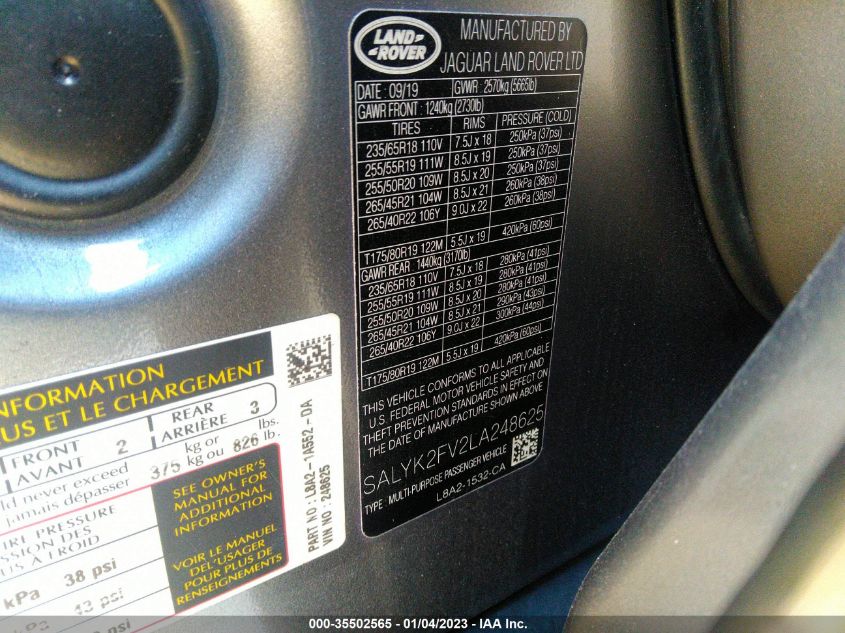 LAND
ROVER
MANUFACTURED BY
JAGUAR LAND ROVER LTD
DATE : 09/19 GVWR : 2570kg (5665lb)
GAWR FRONT : 1240kg (2730lb)
TIRES RIMS PRESSURE (COLD)
235/65R18 110V 7.5J x 18 250kPa (37psi)
255/55R19 111W 8.5J x 19 250kPa (37psi)
255/50R20 109W 8.5J x 20 250kPa (37psi)
265/45R21 104W 8.5J x 21 260kPa (38psi)
265/40R22 106Y 9.0J x 22 260kPa (38psi)
T175/80R19 122M 5.5J x 19 420kPa (60psi)
GAWR REAR : 1440kg (3170lb)
235/65R18 110V 7.5J x 18 280kPa (41psi)
255/55R19 111W 8.5J x 19 280kPa (41psi)
255/50R20 109W 8.5J x 20 280kPa (41psi)
265/45R21 104W 8.5J x 21 290kPa (43psi)
265/40R22 106Y 9.0J x 22 300kPa (44psi)
T175/80R19 122M 5.5J x 19 420kPa (60psi)
THIS VEHICLE CONFORMS TO ALL APPLICABLE
U.S. FEDERAL MOTOR VEHICLE SAFETY AND
THEFT PREVENTION STANDARDS IN EFFECT ON
THE DATE OF MANUFACTURE SHOWN ABOVE
SALYK2FV2LA248625
TYPE : MULTI-PURPOSE PASSENGER VEHICLE
L8A2-1532-CA
INFORMATION
US ET LE CHARGEMENT
FRONT 2 REAR 3
AVANT ARRIÈRE
ld never exceed 375 kg or 826 lbs.
jamais dépasser kg ou lb.
PRESSURE
SSION DES
US À FROID
SEE OWNER'S
MANUAL FOR
ADDITIONAL
INFORMATION
VOIR LE MANUEL
DE L'USAGER
POUR PLUS DE
RENSEIGNEMENTS
kPa 38 psi
kPa 43 psi
psi
PART NO : L8A2-1A552-DA
VIN NO : 248625
000-35502565 - 01/04/2023 - IAA Inc.